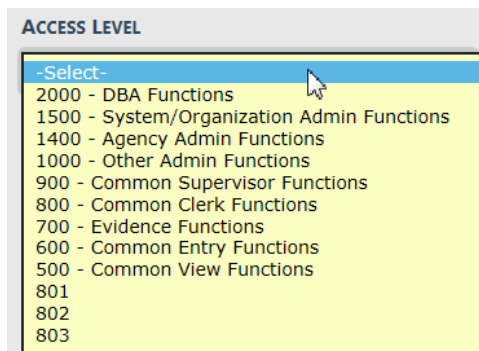 ACCESS LEVEL
-Select-
2000 - DBA Functions
1500 - System/Organization Admin Functions
1400 - Agency Admin Functions
1000 - Other Admin Functions
900 - Common Supervisor Functions
800 - Common Clerk Functions
700 - Evidence Functions
600 - Common Entry Functions
500 - Common View Functions
801
802
803